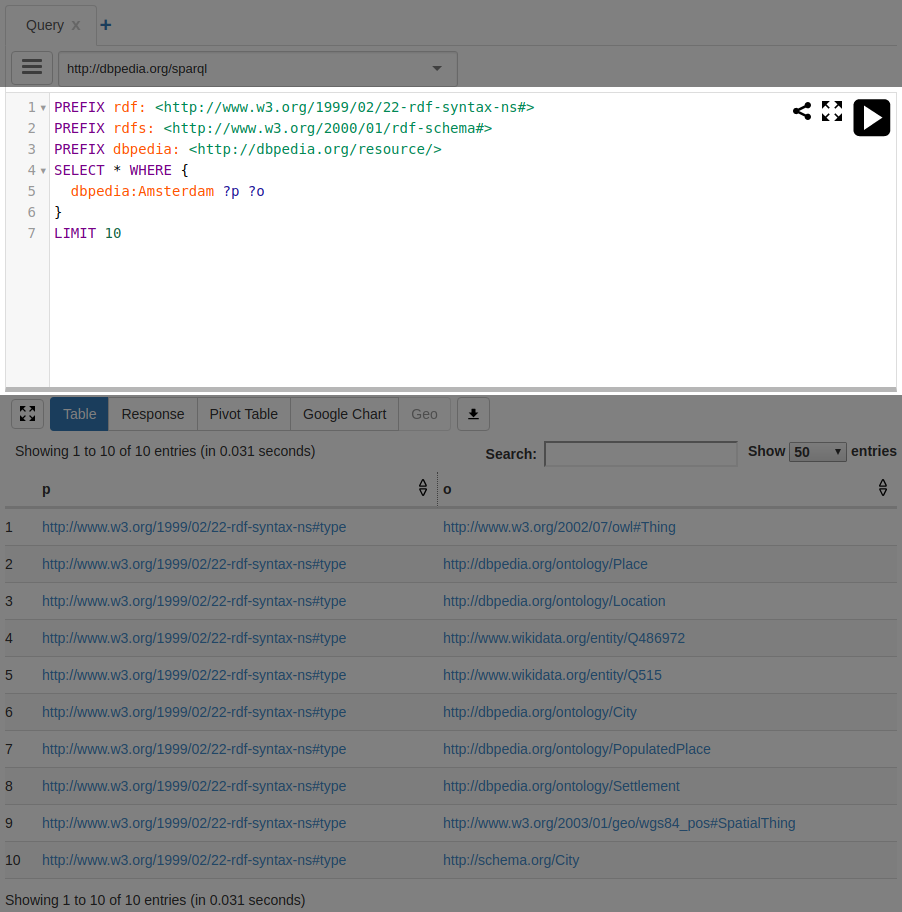 Query x +
http://dbpedia.org/sparql
1 PREFIX rdf: <http://www.w3.org/1999/02/22-rdf-syntax-ns#>
2 PREFIX rdfs: <http://www.w3.org/2000/01/rdf-schema#>
3 PREFIX dbpedia: <http://dbpedia.org/resource/>
4 SELECT * WHERE {
5 dbpedia:Amsterdam ?p ?o
6 }
7 LIMIT 10
Table Response Pivot Table Google Chart Geo
Showing 1 to 10 of 10 entries (in 0.031 seconds) Search: Show 50 entries
p o
1 http://www.w3.org/1999/02/22-rdf-syntax-ns#type http://www.w3.org/2002/07/owl#Thing
2 http://www.w3.org/1999/02/22-rdf-syntax-ns#type http://dbpedia.org/ontology/Place
3 http://www.w3.org/1999/02/22-rdf-syntax-ns#type http://dbpedia.org/ontology/Location
4 http://www.w3.org/1999/02/22-rdf-syntax-ns#type http://www.wikidata.org/entity/Q486972
5 http://www.w3.org/1999/02/22-rdf-syntax-ns#type http://www.wikidata.org/entity/Q515
6 http://www.w3.org/1999/02/22-rdf-syntax-ns#type http://dbpedia.org/ontology/City
7 http://www.w3.org/1999/02/22-rdf-syntax-ns#type http://dbpedia.org/ontology/PopulatedPlace
8 http://www.w3.org/1999/02/22-rdf-syntax-ns#type http://dbpedia.org/ontology/Settlement
9 http://www.w3.org/1999/02/22-rdf-syntax-ns#type http://www.w3.org/2003/01/geo/wgs84_pos#SpatialThing
10 http://www.w3.org/1999/02/22-rdf-syntax-ns#type http://schema.org/City
Showing 1 to 10 of 10 entries (in 0.031 seconds)